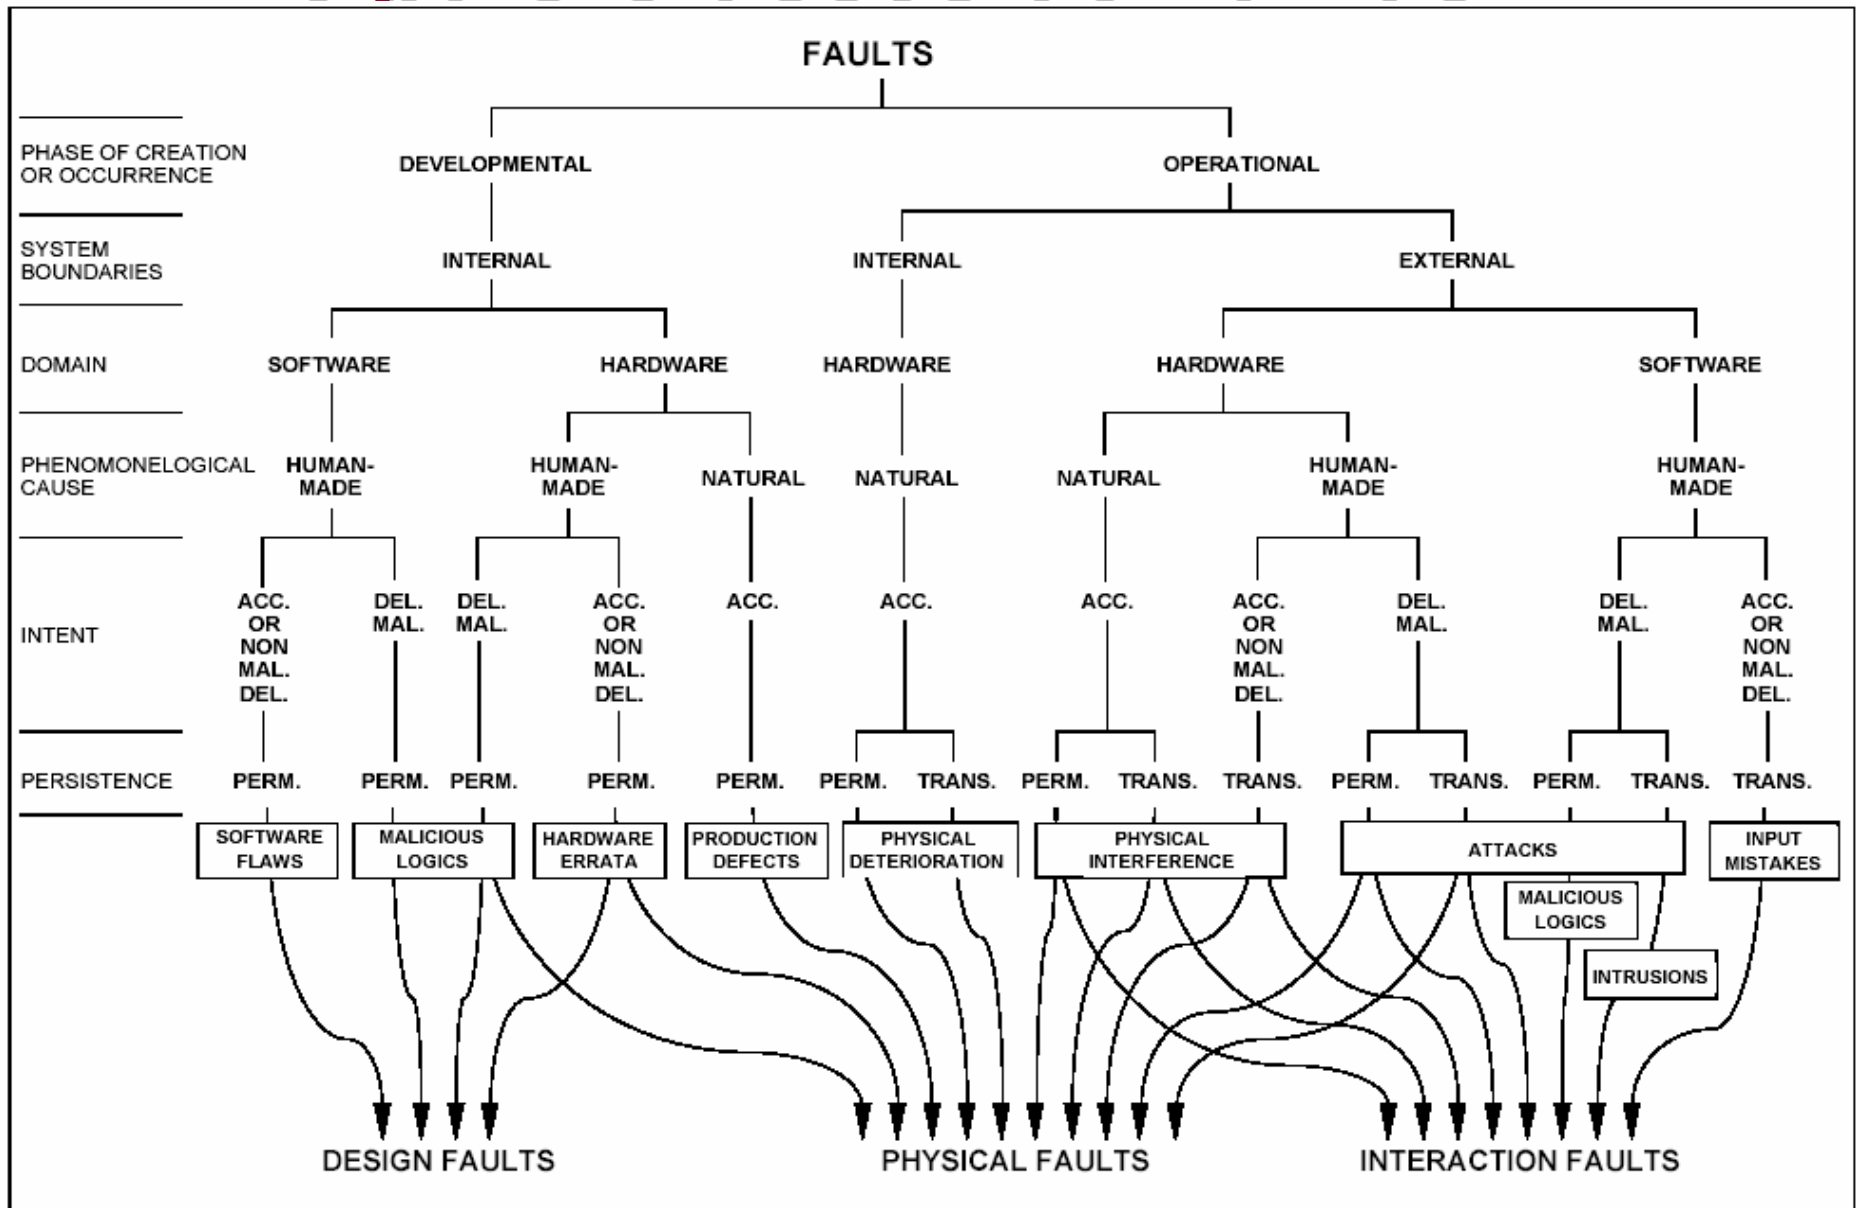 FAULTS
PHASE OF CREATION
OR OCCURRENCE
DEVELOPMENTAL
OPERATIONAL
SYSTEM
BOUNDARIES
INTERNAL
INTERNAL
EXTERNAL
DOMAIN
SOFTWARE
HARDWARE
HARDWARE
HARDWARE
SOFTWARE
PHENOMONELOGICAL
CAUSE
HUMAN-
MADE
HUMAN-
MADE
NATURAL
NATURAL
NATURAL
HUMAN-
MADE
HUMAN-
MADE
INTENT
ACC.
OR
NON
MAL.
DEL.
DEL.
MAL.
DEL.
MAL.
ACC.
OR
NON
MAL.
DEL.
ACC.
ACC.
ACC.
ACC.
OR
NON
MAL.
DEL.
DEL.
MAL.
DEL.
MAL.
ACC.
OR
NON
MAL.
DEL.
PERSISTENCE
PERM.
PERM.
PERM.
PERM.
PERM.
PERM.
TRANS.
PERM.
TRANS.
TRANS.
PERM.
TRANS.
PERM.
TRANS.
TRANS.
SOFTWARE
FLAWS
MALICIOUS
LOGICS
HARDWARE
ERRATA
PRODUCTION
DEFECTS
PHYSICAL
DETERIORATION
PHYSICAL
INTERFERENCE
ATTACKS
INPUT
MISTAKES
MALICIOUS
LOGICS
INTRUSIONS
DESIGN FAULTS
PHYSICAL FAULTS
INTERACTION FAULTS